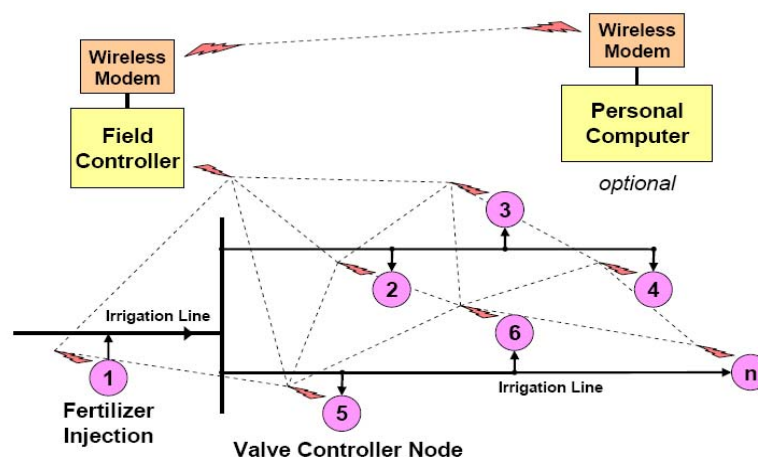 Wireless
Modem
Wireless
Modem
Field
Controller
Personal
Computer
optional
3
2
4
Irrigation Line
6
1
n
Irrigation Line
5
Fertilizer
Injection
Valve Controller Node